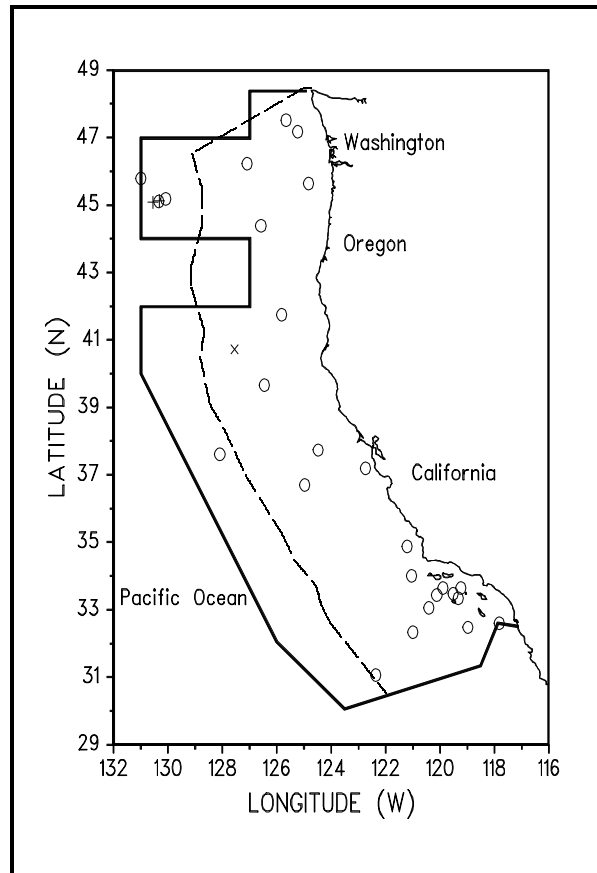 49
47
45
43
41
39
37
35
33
31
29
LATITUDE (N)
Washington
Oregon
California
Pacific Ocean
132 130 128 126 124 122 120 118 116
LONGITUDE (W)